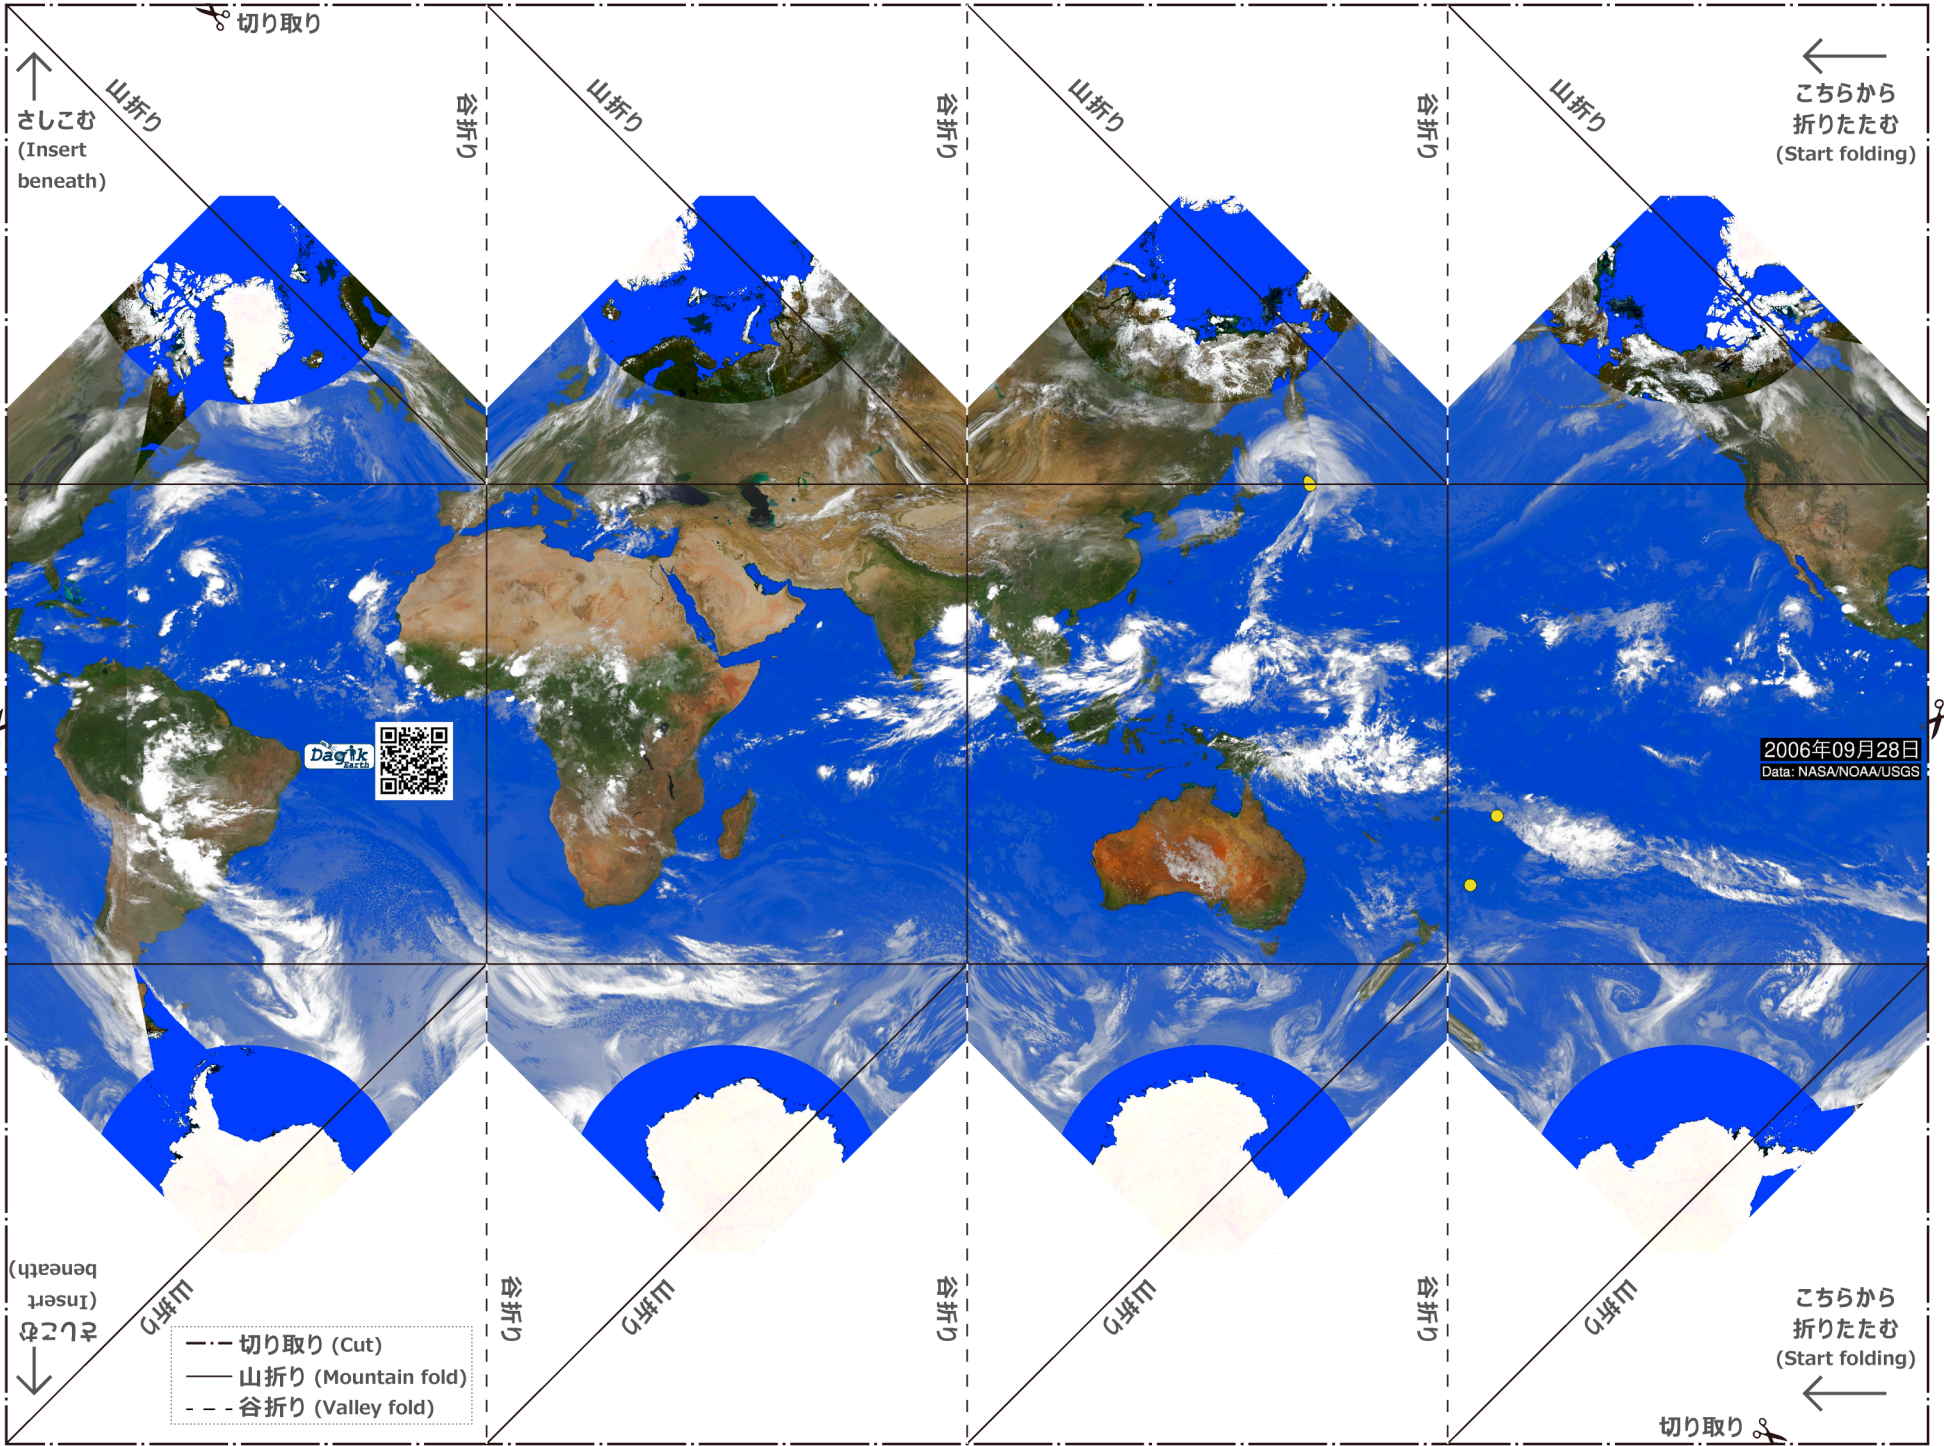 切り取り
山折り
谷折り
山折り
谷折り
山折り
谷折り
山折り
さしこむ
(Insert
beneath)
こちらから
折りたたむ
(Start folding)
Dagik
Earth
2006年09月28日
Data: NASA/NOAA/USGS
さしこむ
(Insert
beneath)
山折り
谷折り
山折り
谷折り
山折り
谷折り
山折り
こちらから
折りたたむ
(Start folding)
切り取り (Cut)
山折り (Mountain fold)
谷折り (Valley fold)
切り取り